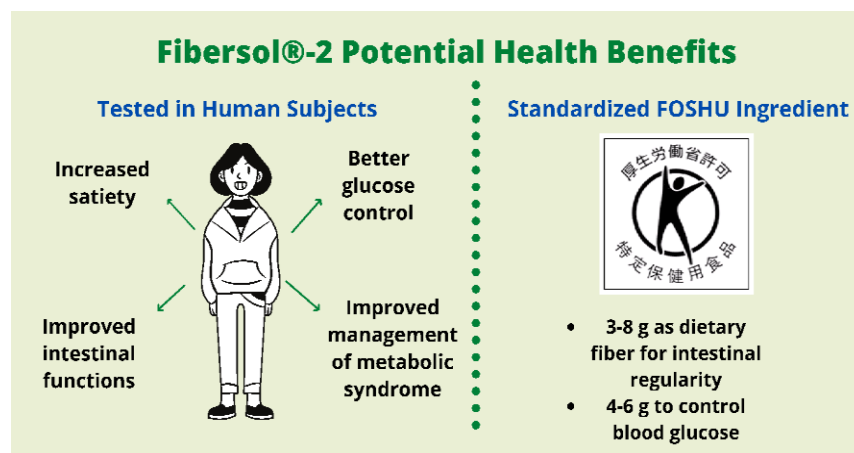 Fibersol®-2 Potential Health Benefits
Tested in Human Subjects
Increased
satiety
Better
glucose
control
Improved
intestinal
functions
Improved
management
of metabolic
syndrome
Standardized FOSHU Ingredient
厚生労働省許可
特定保健用食品
• 3-8 g as dietary
fiber for intestinal
regularity
• 4-6 g to control
blood glucose